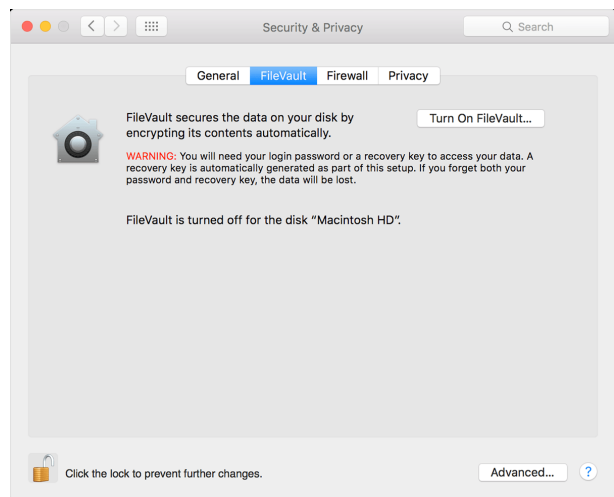 Security & Privacy
Search
General FileVault Firewall Privacy
FileVault secures the data on your disk by
encrypting its contents automatically.
Turn On FileVault...
WARNING: You will need your login password or a recovery key to access your data. A
recovery key is automatically generated as part of this setup. If you forget both your
password and recovery key, the data will be lost.
FileVault is turned off for the disk “Macintosh HD”.
Click the lock to prevent further changes.
Advanced...
?